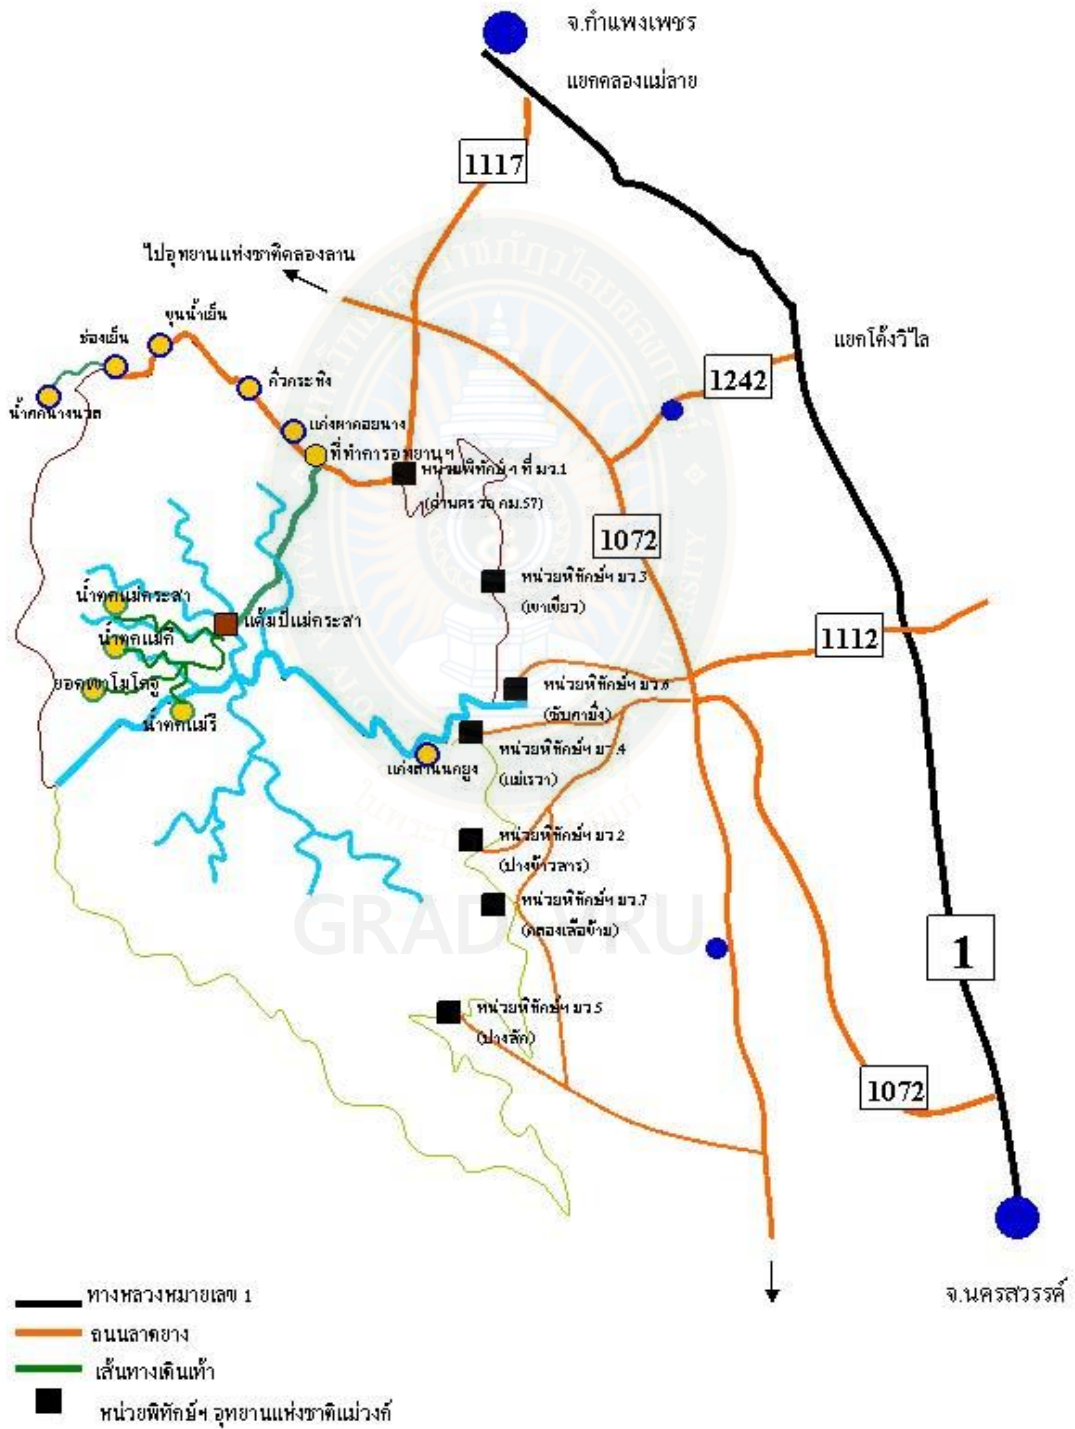 จ.กำแพงเพชร
แยกคลองแม่ลาย
1117
ไปอุทยานแห่งชาติคลองลาน
ขุนน้ำเย็น
ช่องเย็น
แยกโค้งวิไล
1242
กิ่วกระทิง
น้ำตกนางนวล
แก่งผาคอยนาง
ที่ทำการอุทยานฯ
หน่วยพิทักษ์ฯ ที่ มว.1
(ด่านตรวจ กม.57)
1072
หน่วยพิทักษ์ฯ มว.3
(เขาเขียว)
น้ำตกแม่กระสา
แค้มป์แม่กระสา
น้ำตกแม่กี
1112
ยอดเขาโมโกจู
หน่วยพิทักษ์ฯ มว.6
(ซับตามิ่ง)
น้ำตกแม่รี
หน่วยพิทักษ์ฯ มว.4
(แม่เรวา)
แก่งลานนกยูง
หน่วยพิทักษ์ฯ มว.2
(ปางข้าวสาร)
หน่วยพิทักษ์ฯ มว.7
(คลองเสือข้าม)
GRAD VRU
1
หน่วยพิทักษ์ฯ มว.5
(ปางสัก)
1072
จ.นครสวรรค์
ทางหลวงหมายเลข 1
ถนนลาดยาง
เส้นทางเดินเท้า
หน่วยพิทักษ์ฯ อุทยานแห่งชาติแม่วงก์